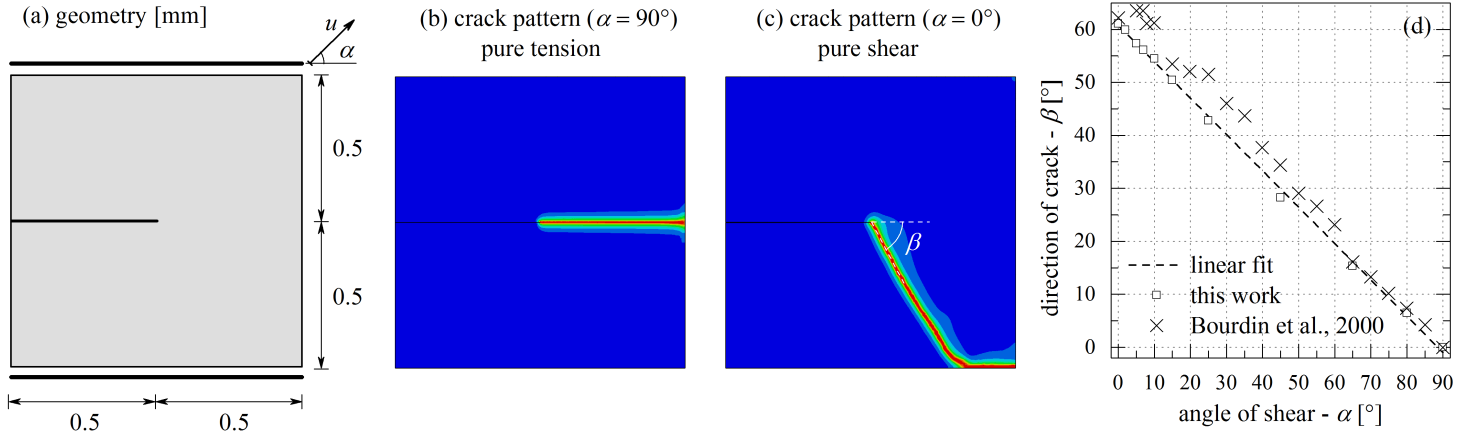 (a) geometry [mm]
u
α
0.5
0.5
0.5
0.5
(b) crack pattern (α = 90°)
pure tension
(c) crack pattern (α = 0°)
pure shear
β
(d)
direction of crack - β [°]
60
50
40
30
20
10
0
linear fit
this work
Bourdin et al., 2000
0 10 20 30 40 50 60 70 80 90
angle of shear - α [°]